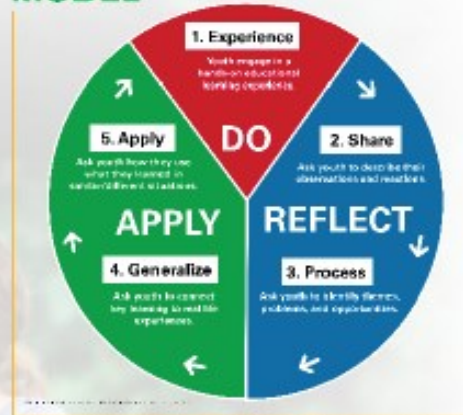 MODEL
1. Experience
Youth engage in a
hands-on educational
learning experience.
DO
2. Share
Ask youth to describe their
observations and reactions.
REFLECT
3. Process
Ask youth to identify themes,
problems, and opportunities.
4. Generalize
Ask youth to connect
key learning to real life
experiences.
APPLY
5. Apply
Ask youth how they use
what they learned in
similar/different situations.